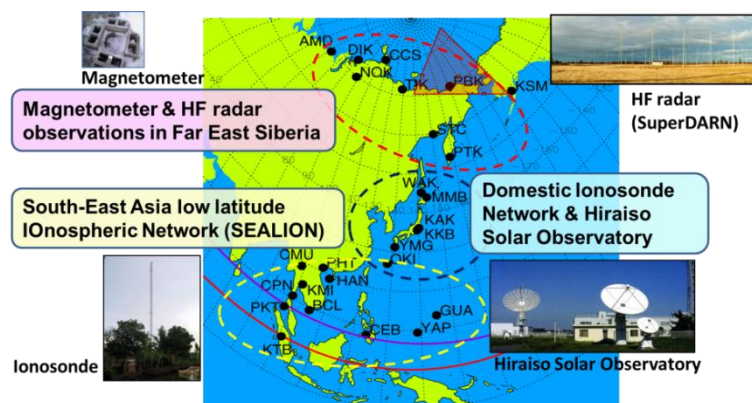 Magnetometer
Magnetometer & HF radar
observations in Far East Siberia
HF radar
(SuperDARN)
South-East Asia low latitude
IOnospheric Network (SEALION)
Domestic Ionosonde
Network & Hiraiso
Solar Observatory
Ionosonde
Hiraiso Solar Observatory
AMD
DIK
CCS
NOK
TIK
PBK
KSM
STC
PTK
WAK
MMB
KAK
KKB
YMG
OKI
CMU
PHT
HAN
CPN
KMI
PKT
BCL
GUA
CEB
YAP
KTB